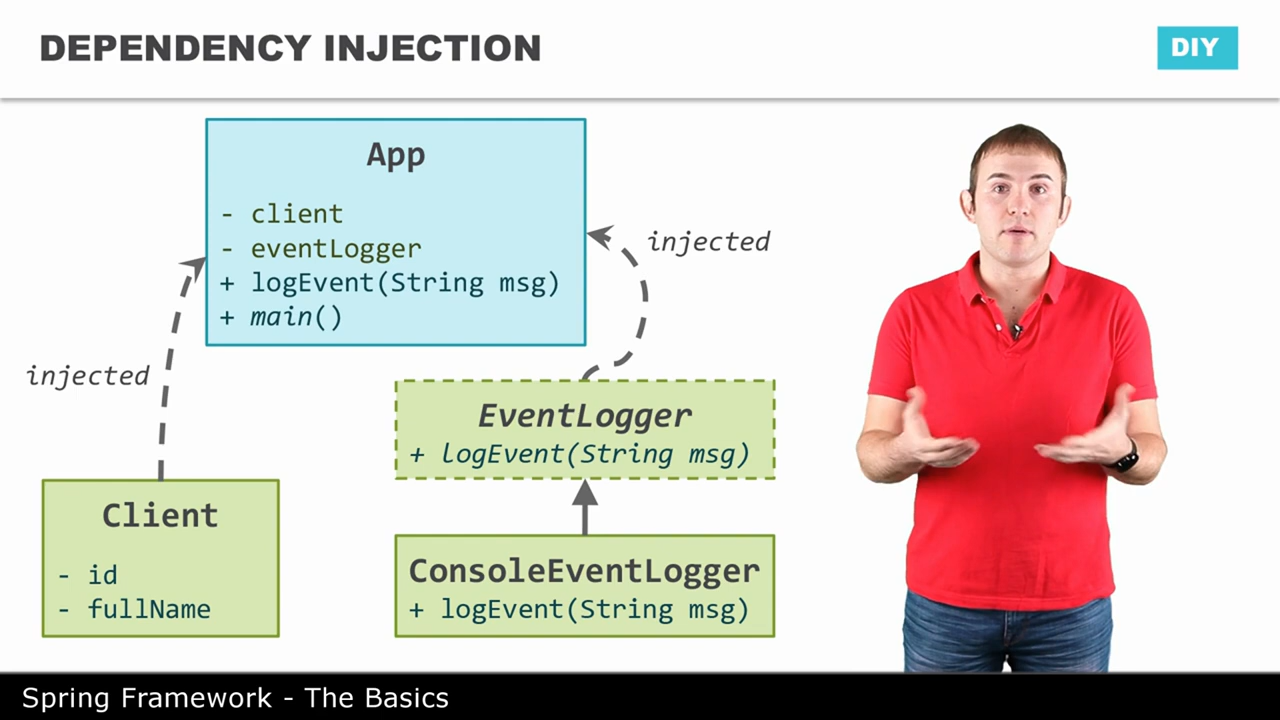 DEPENDENCY INJECTION
DIY
App
- client
- eventLogger
+ logEvent(String msg)
+ main()
injected
injected
EventLogger
+ logEvent(String msg)
Client
- id
- fullName
ConsoleEventLogger
+ logEvent(String msg)
Spring Framework - The Basics